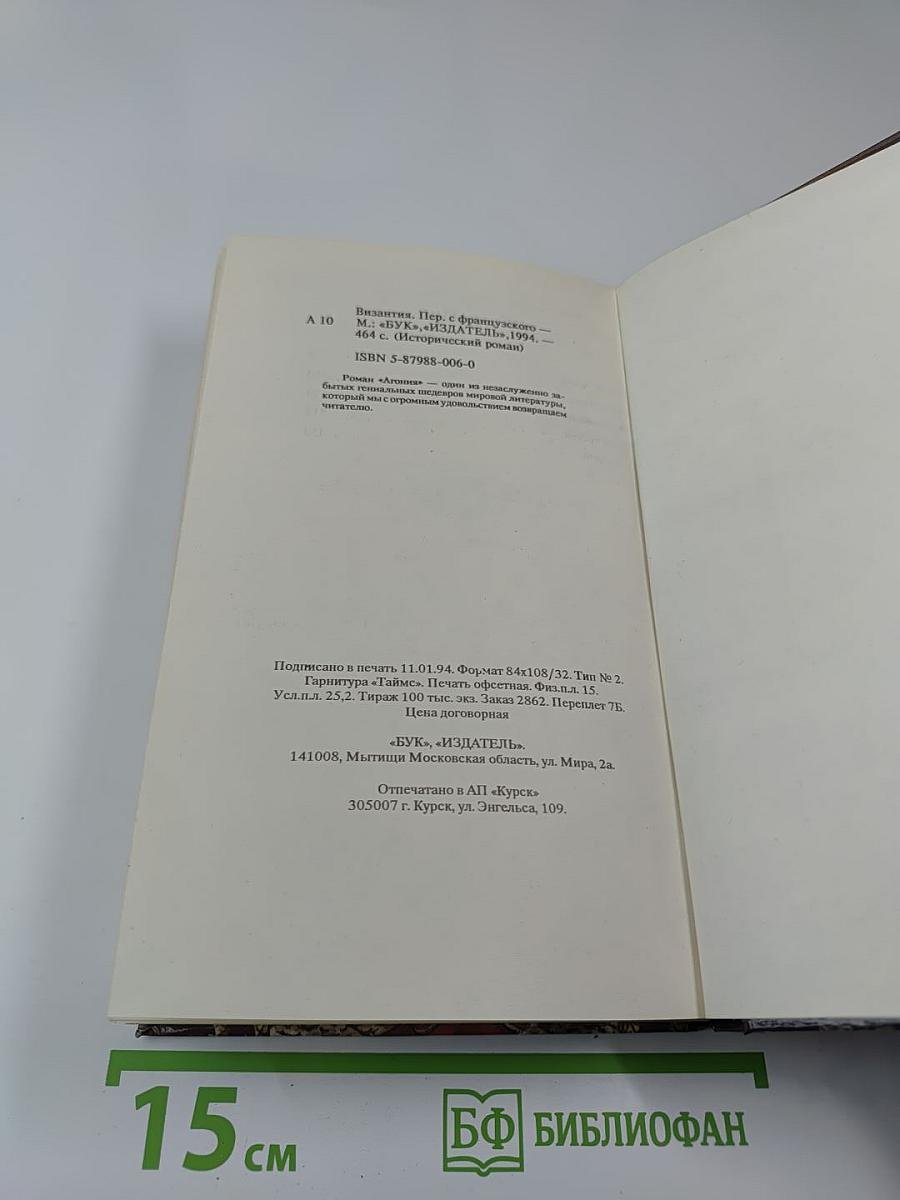 Византия. Пер. с французского —
А 10 М.: «БУК»,«ИЗДАТЕЛЬ»,1994. —
464 с. (Исторический роман)
ISBN 5-87988-006-0
Роман «Агония» — один из незаслуженно за-
бытых гениальных шедевров мировой литературы,
который мы с огромным удовольствием возвращаем
читателю.
Подписано в печать 11.01.94. Формат 84х108/32. Тип № 2.
Гарнитура «Таймс». Печать офсетная. Физ.п.л. 15.
Усл.п.л. 25,2. Тираж 100 тыс. экз. Заказ 2862. Переплет 7Б.
Цена договорная
«БУК», «ИЗДАТЕЛЬ».
141008, Мытищи Московская область, ул. Мира, 2а.
Отпечатано в АП «Курск»
305007 г. Курск, ул. Энгельса, 109.
15 см
БФ БИБЛИОФАН